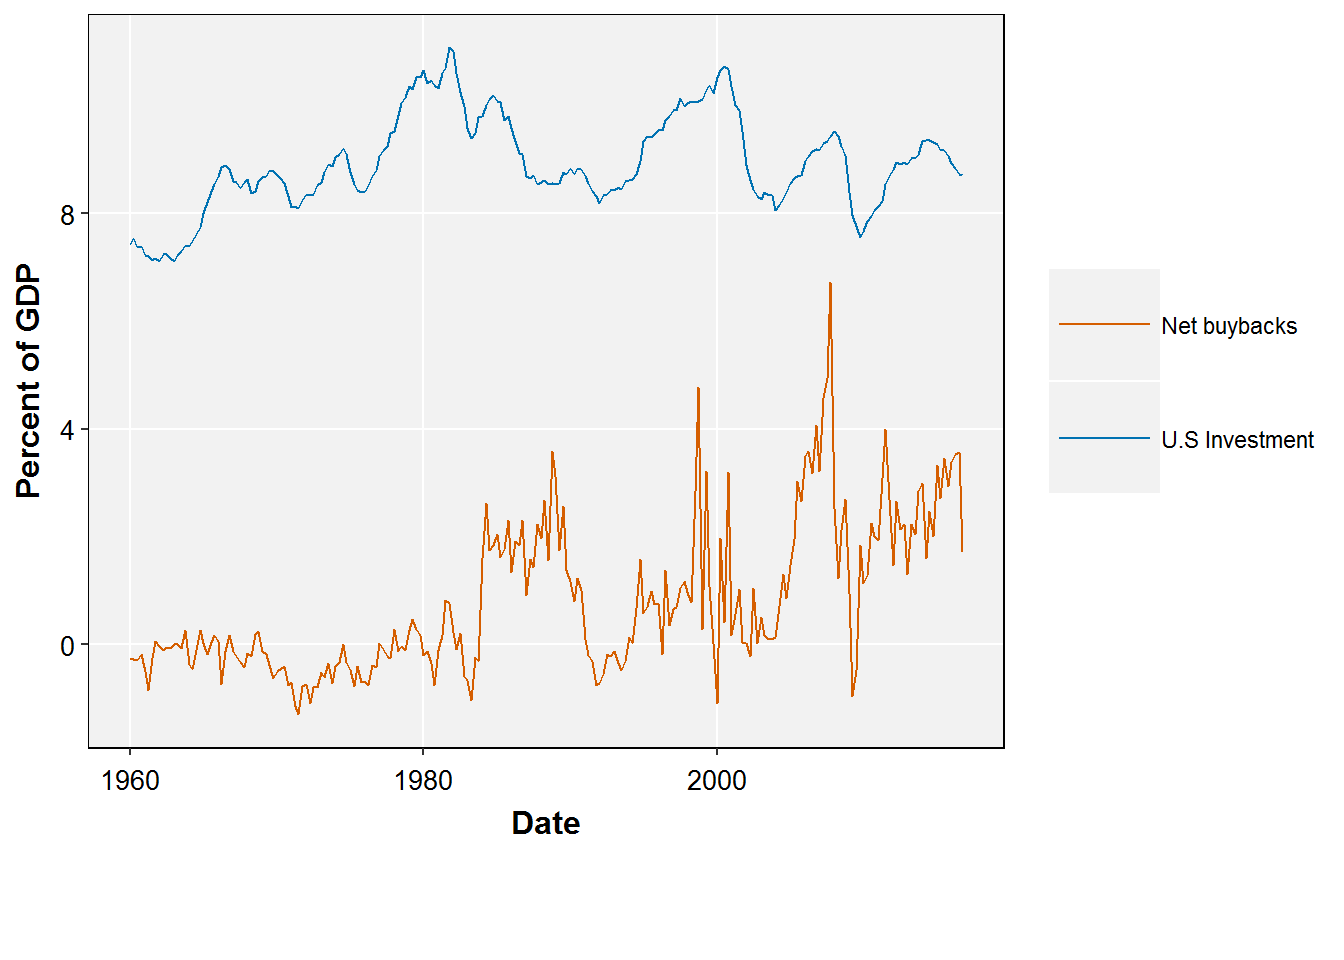 Percent of GDP
8
4
0
1960 1980 2000
Date
Net buybacks
U.S Investment